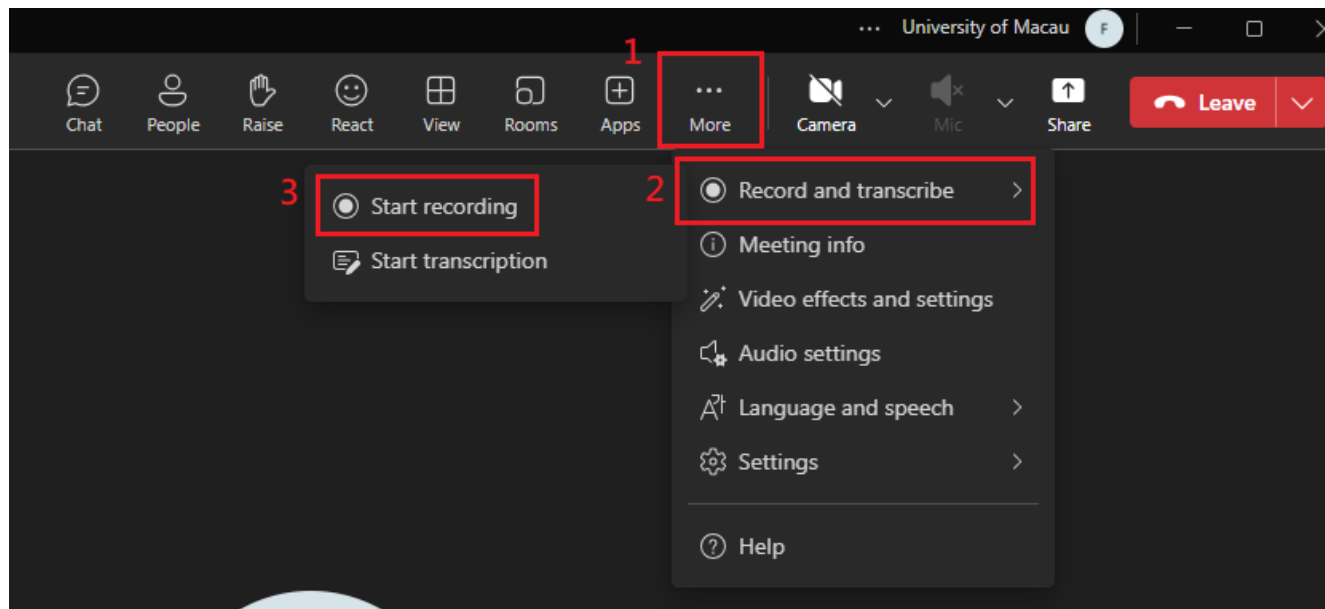 ... University of Macau F
1
Chat People Raise React View Rooms Apps More Camera Mic Share Leave
3 Start recording
Start transcription
2 Record and transcribe
Meeting info
Video effects and settings
Audio settings
Language and speech
Settings
Help